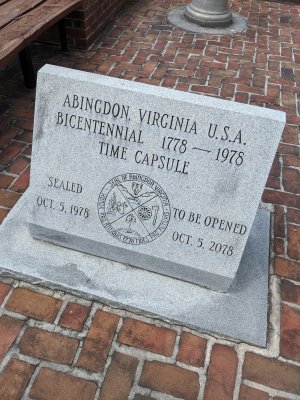 ABINGDON, VIRGINIA U.S.A.
BICENTENNIAL 1778 — 1978
TIME CAPSULE
SEALED
OCT. 5, 1978
TO BE OPENED
OCT. 5, 2078